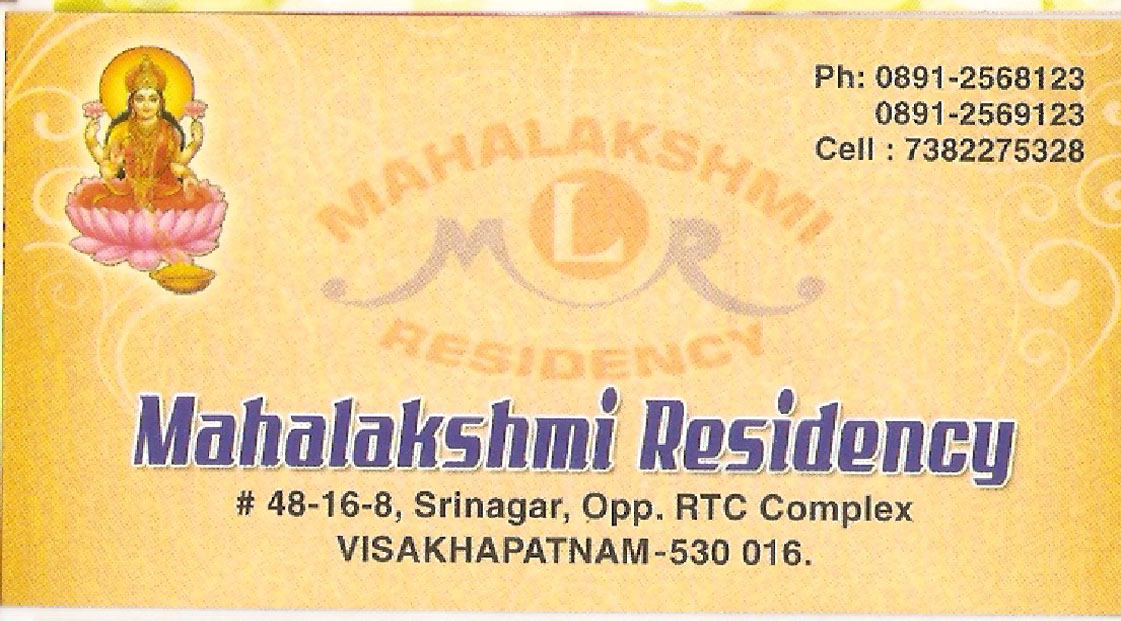 Ph: 0891-2568123
0891-2569123
Cell : 7382275328
MAHALAKSHMI
MLR
RESIDENCY
Mahalakshmi Residency
# 48-16-8, Srinagar, Opp. RTC Complex
VISAKHAPATNAM-530 016.